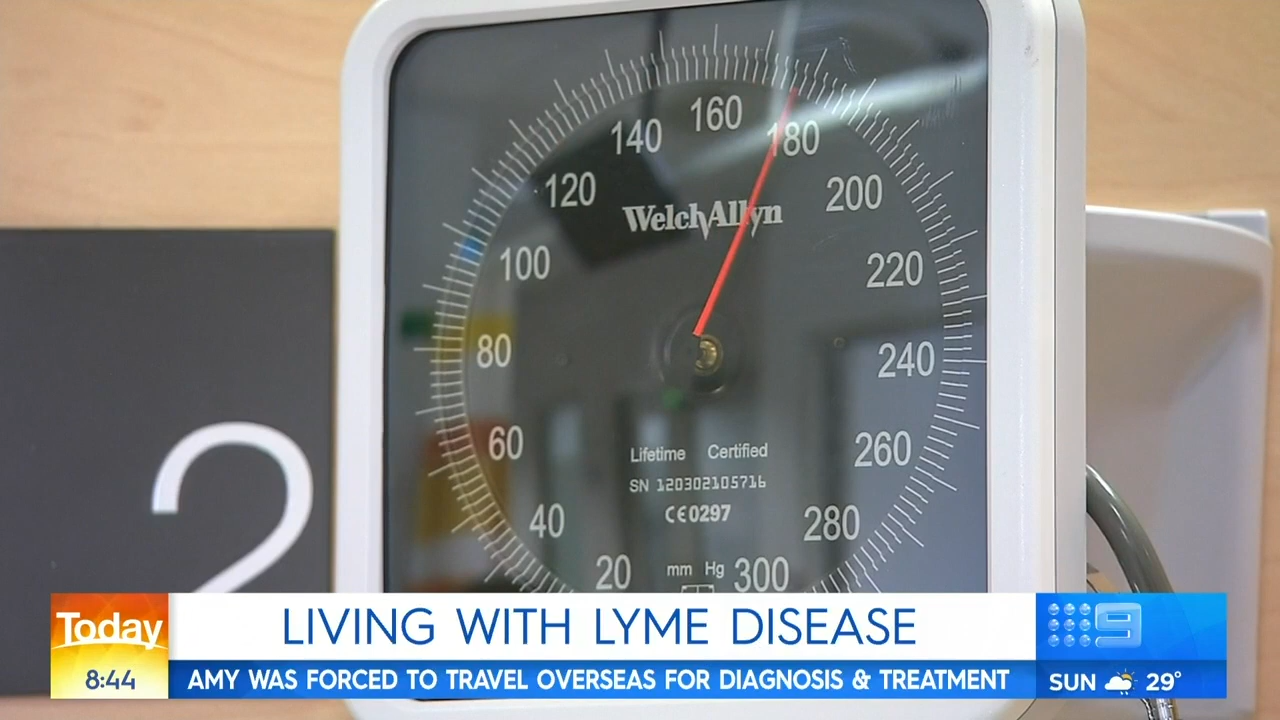 160
140
180
120
200
WelchAllyn
100
220
80
240
60
260
Lifetime Certified
SN 120302105716
CE0297
40
280
20
mm Hg
300
2
Today
LIVING WITH LYME DISEASE
9
8:44
AMY WAS FORCED TO TRAVEL OVERSEAS FOR DIAGNOSIS & TREATMENT
SUN 29°